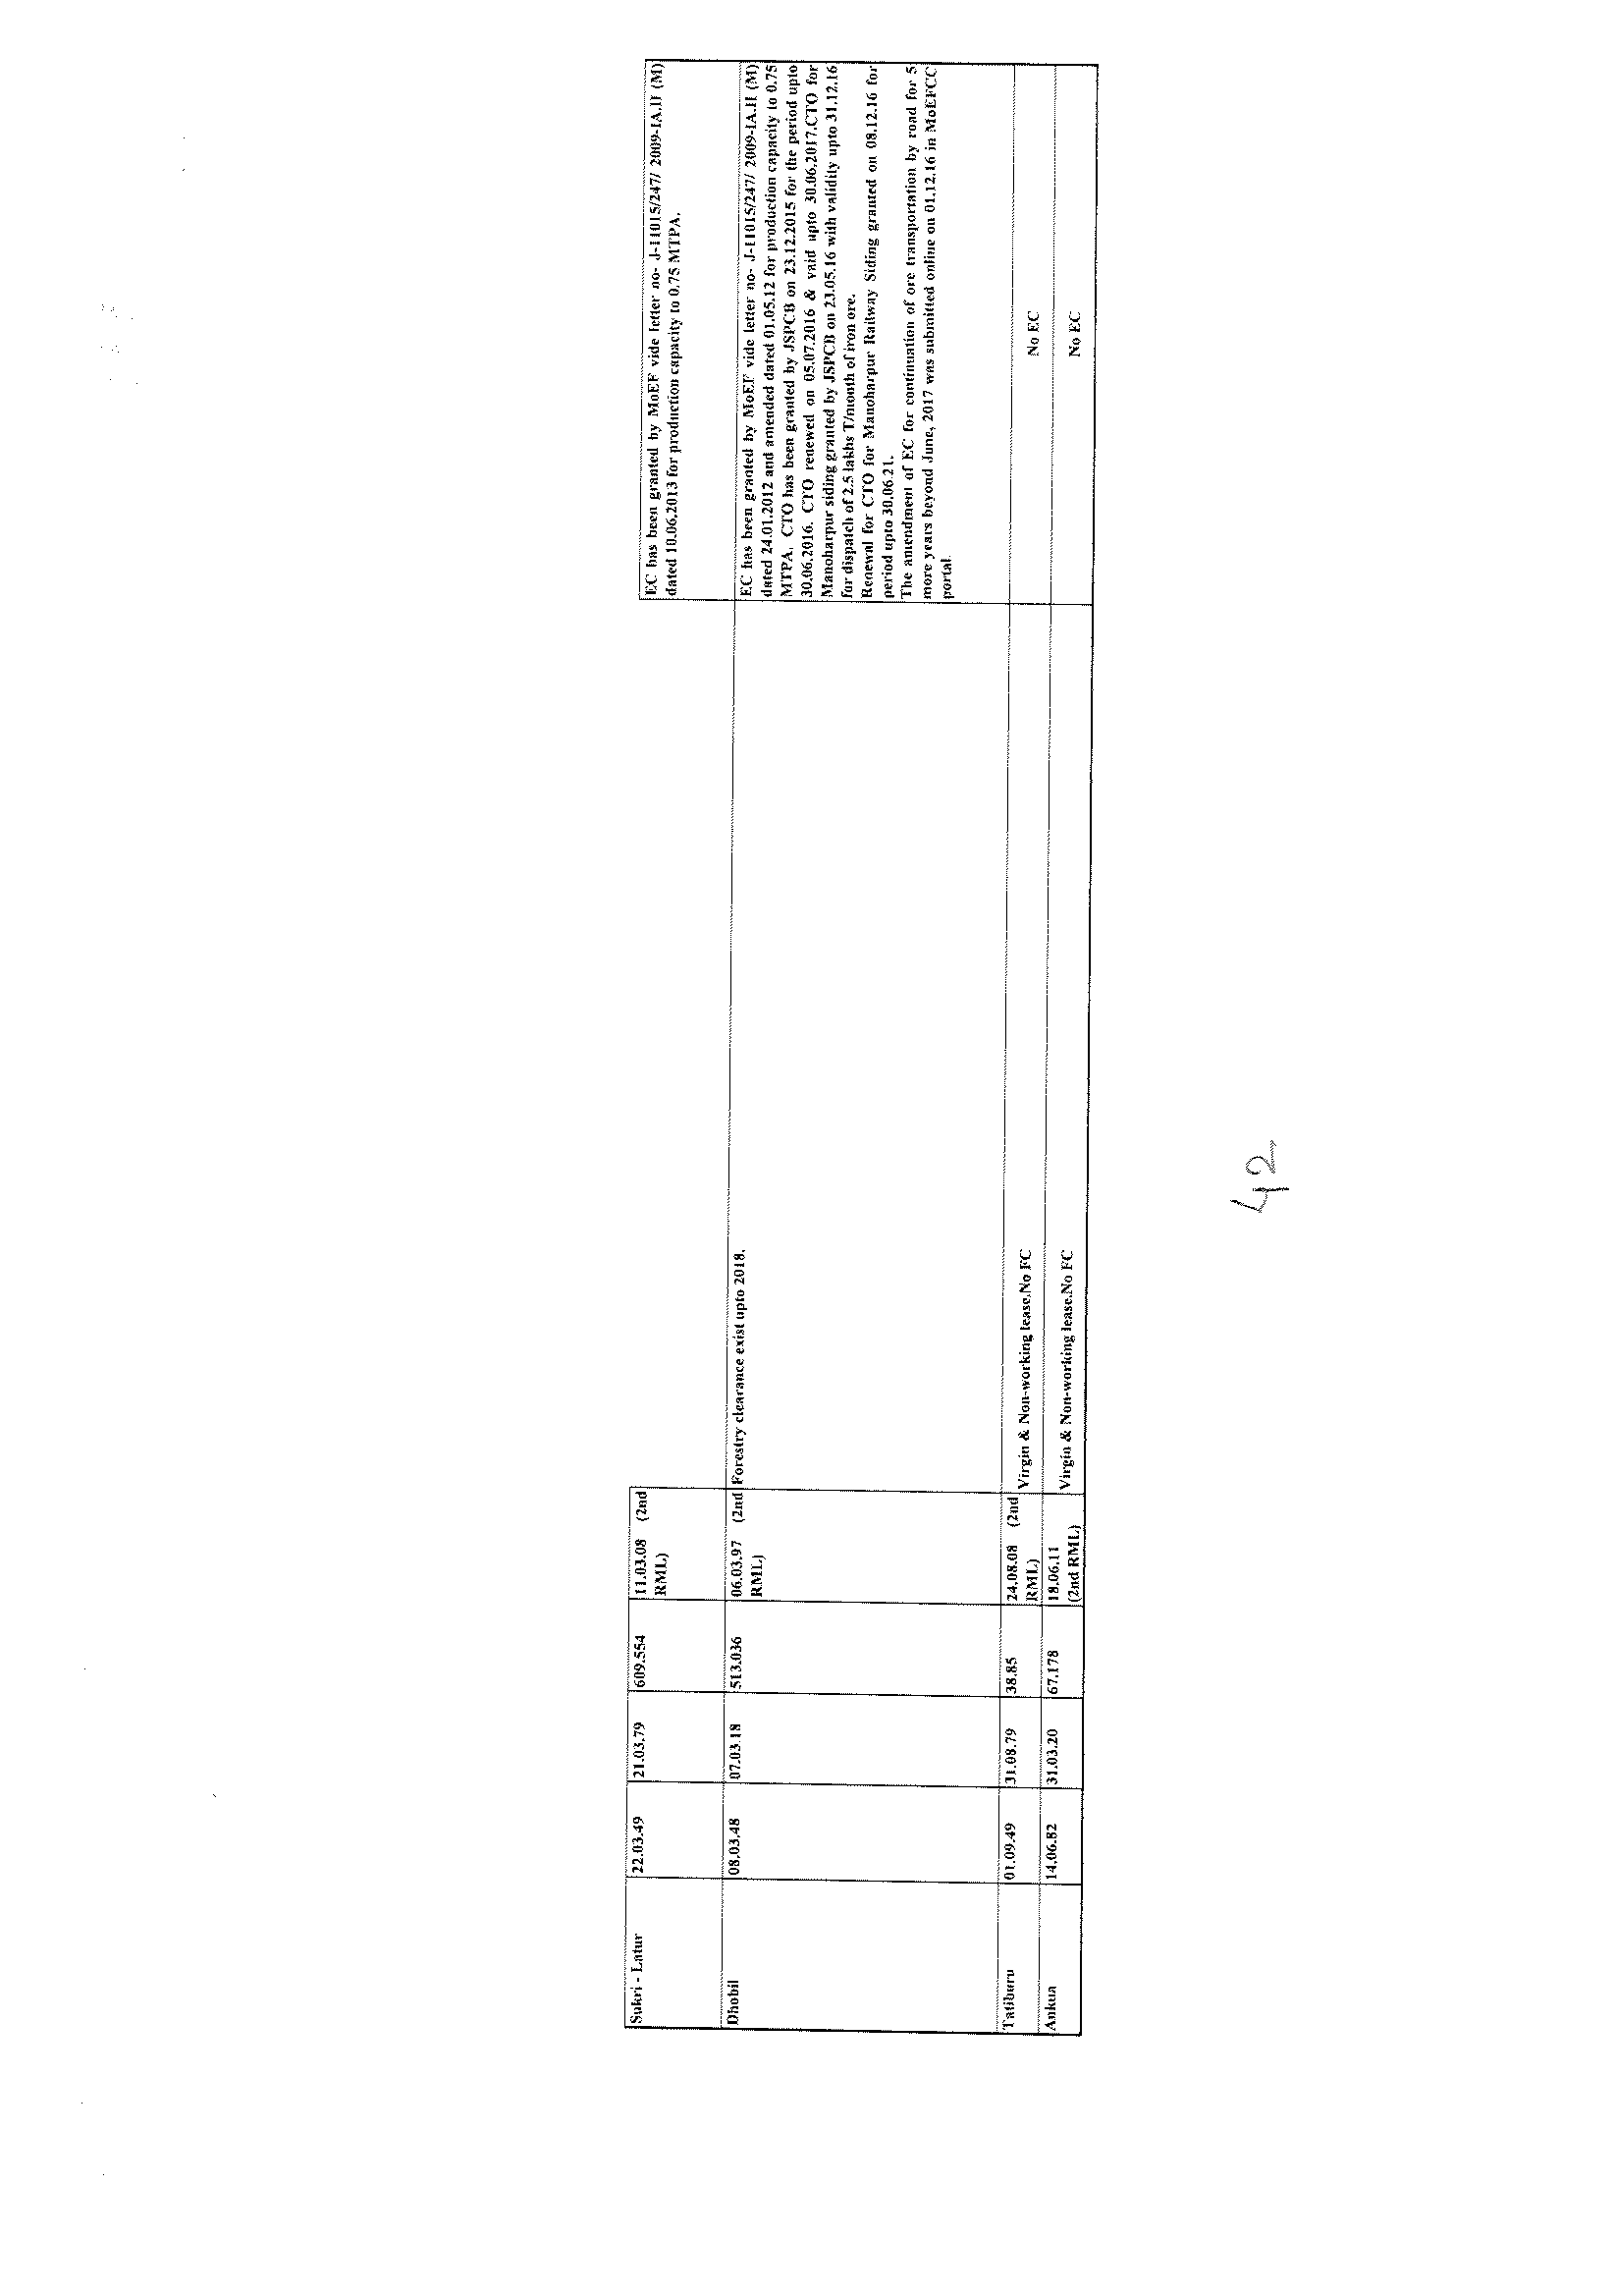 Sukri - Latur
22.03.49
21.03.79
609.554
11.03.08 (2nd
RML)
EC has been granted by MoEF vide letter no- J-11015/247/ 2009-IA.II (M)
dated 10.06.2013 for production capacity to 0.75 MTPA.
Dhobil
08.03.48
07.03.18
513.036
06.03.97 (2nd
RML)
Forestry clearance exist upto 2018.
EC has been granted by MoEF vide letter no- J-11015/247/ 2009-IA.II (M)
dated 24.01.2012 and amended dated 01.05.12 for production capacity to 0.75
MTPA. CTO has been granted by JSPCB on 23.12.2015 for the period upto
30.06.2016. CTO renewed on 05.07.2016 & vaid upto 30.06.2017.CTO for
Manoharpur siding granted by JSPCB on 23.05.16 with validity upto 31.12.16
for dispatch of 2.5 lakhs T/month of iron ore.
Renewal for CTO for Manoharpur Railway Siding granted on 08.12.16 for
period upto 30.06.21.
The amendment of EC for continuation of ore transportation by road for 5
more years beyond June, 2017 was submitted online on 01.12.16 in MoEFCC
portal.
Tatiburu
01.09.49
31.08.79
38.85
24.08.08 (2nd
RML)
Virgin & Non-working lease.No FC
No EC
Ankua
14.06.82
31.03.20
67.178
18.06.11
(2nd RML)
Virgin & Non-working lease.No FC
No EC
42